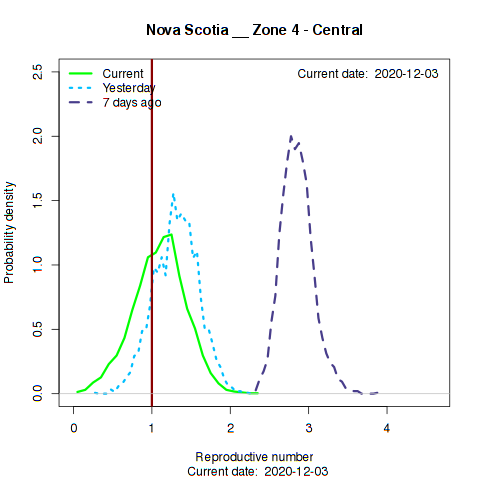 Nova Scotia __ Zone 4 - Central
Current
Yesterday
7 days ago
Current date: 2020-12-03
Probability density
2.5
2.0
1.5
1.0
0.5
0.0
0 1 2 3 4
Reproductive number
Current date: 2020-12-03